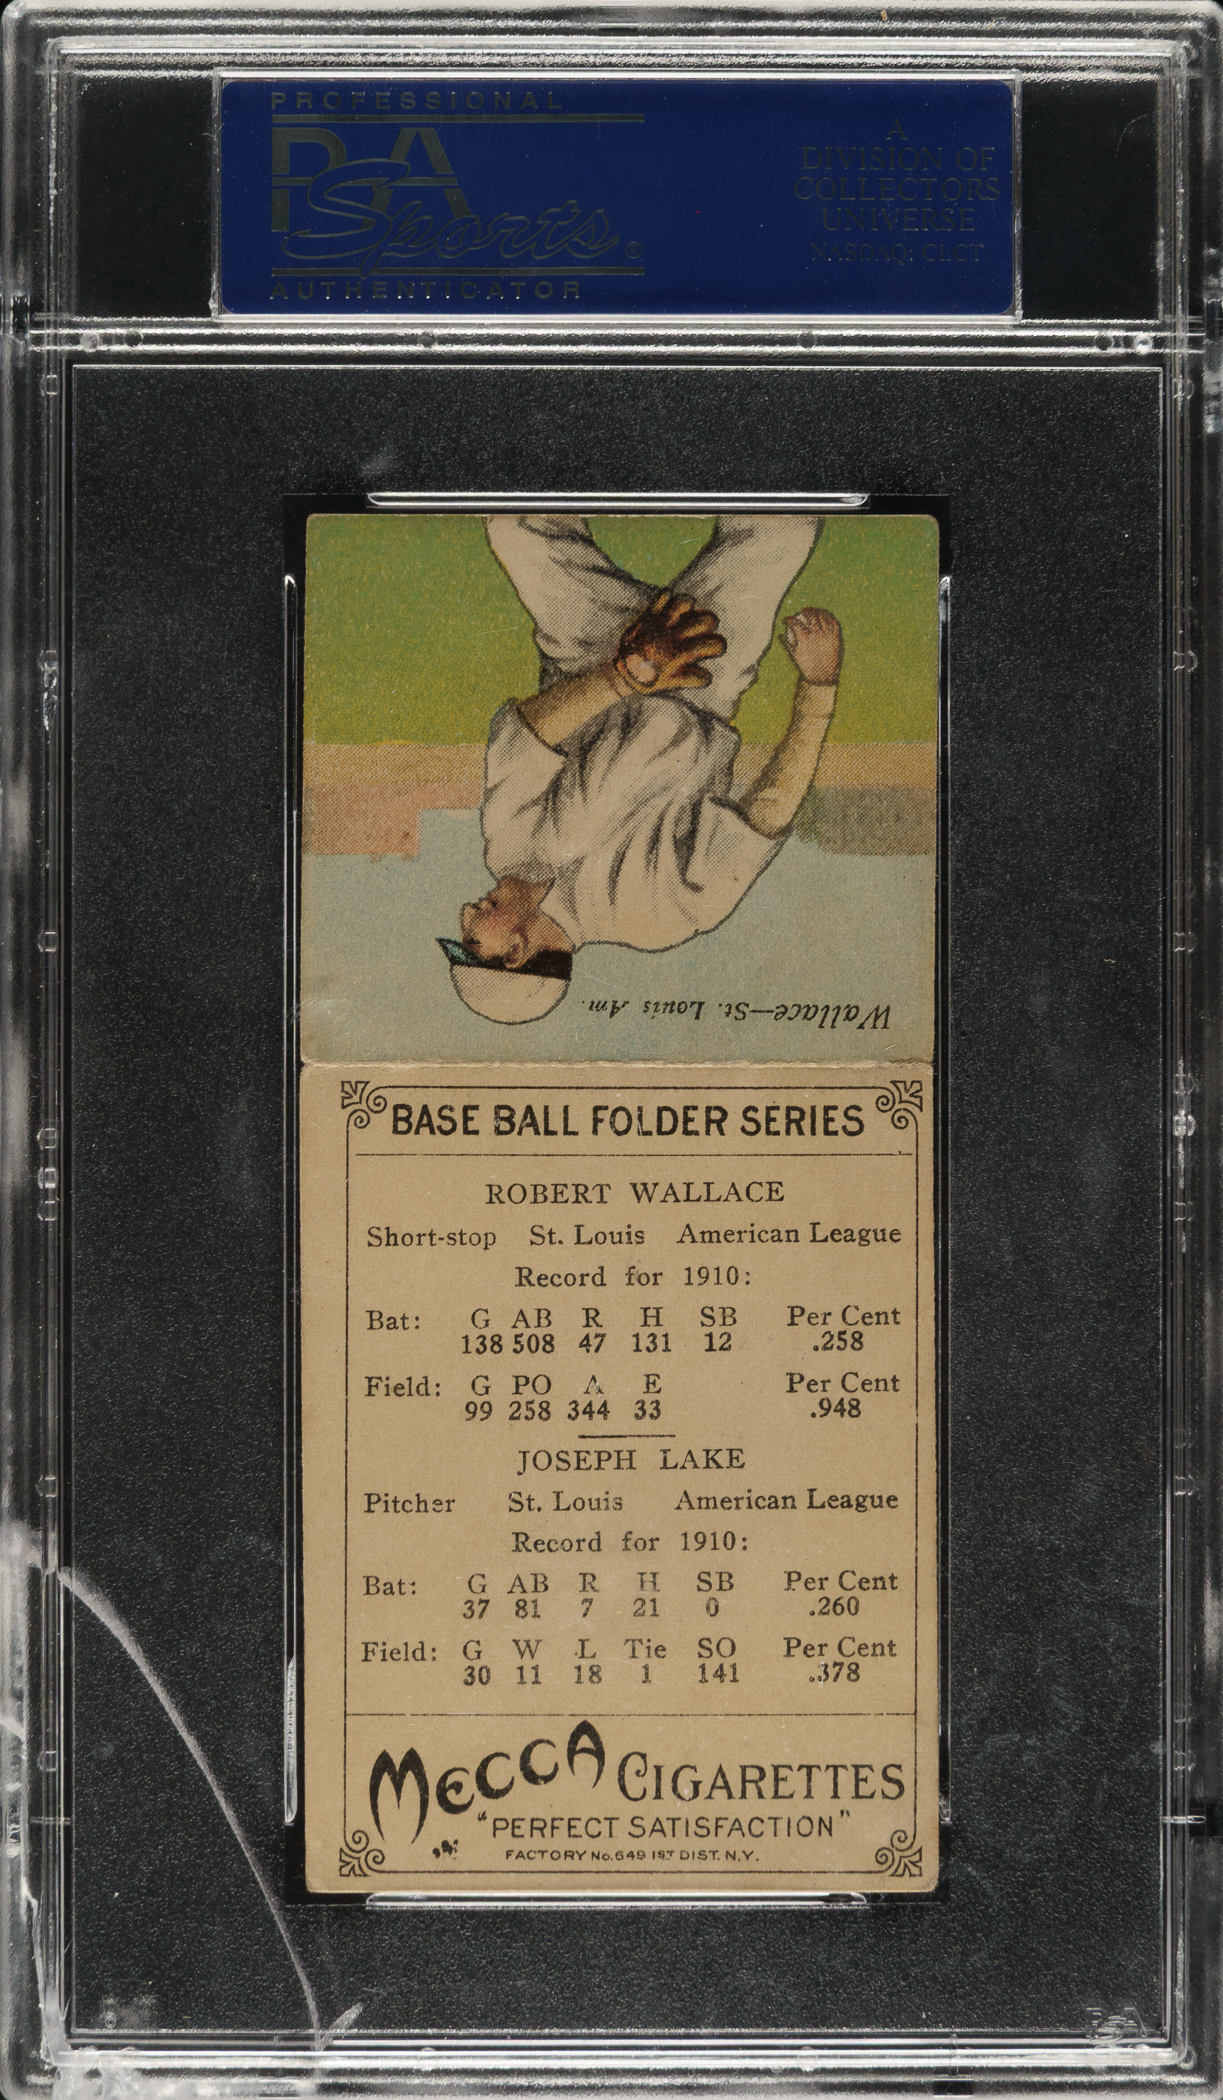 PROFESSIONAL
PSA
Sports®
AUTHENTICATOR
A
DIVISION OF
COLLECTORS
UNIVERSE
NASDAQ: CLCT
Wallace—St. Louis Am.
BASE BALL FOLDER SERIES
ROBERT WALLACE
Short-stop St. Louis American League
Record for 1910:
Bat: G AB R H SB Per Cent
138 508 47 131 12 .258
Field: G PO A E Per Cent
99 258 344 33 .948
JOSEPH LAKE
Pitcher St. Louis American League
Record for 1910:
Bat: G AB R H SB Per Cent
37 81 7 21 0 .260
Field: G W L Tie SO Per Cent
30 11 18 1 141 .378
MECCA CIGARETTES
"PERFECT SATISFACTION"
FACTORY No. 649 1ST DIST. N.Y.
PSA